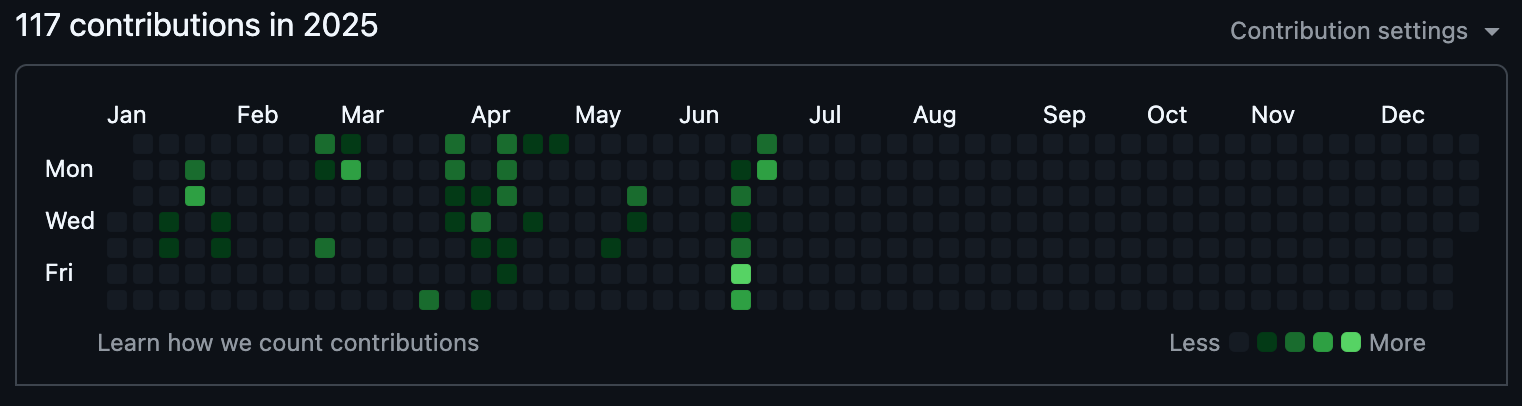 117 contributions in 2025
Contribution settings
Jan Feb Mar Apr May Jun Jul Aug Sep Oct Nov Dec
Mon
Wed
Fri
Learn how we count contributions
Less More